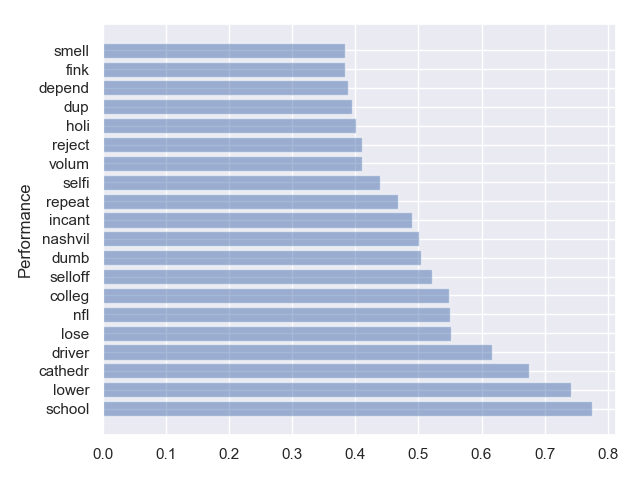 smell
fink
depend
dup
holi
reject
volum
selfi
repeat
incant
nashvil
dumb
selloff
colleg
nfl
lose
driver
cathedr
lower
school
Performance
0.0 0.1 0.2 0.3 0.4 0.5 0.6 0.7 0.8